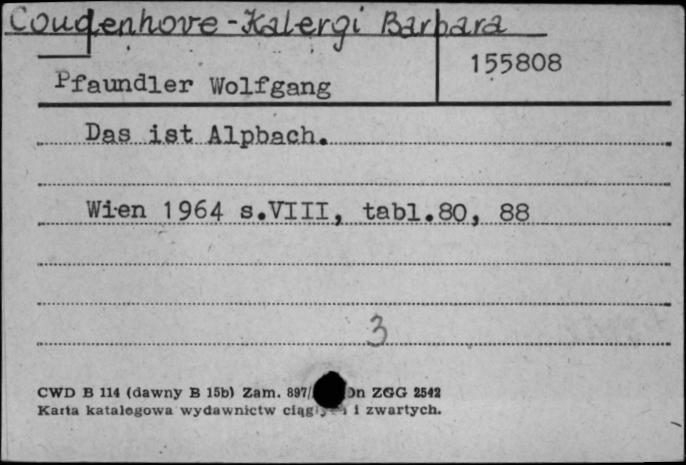 Coudenhove-Kalergi Barbara
155808
Pfaundler Wolfgang
Das ist Alpbach.
Wien 1964 s.VIII, tabl.80, 88
3
CWD B 114 (dawny B 15b) Zam. 897/ ZGG 2542
Karta katalogowa wydawnictw i zwartych.